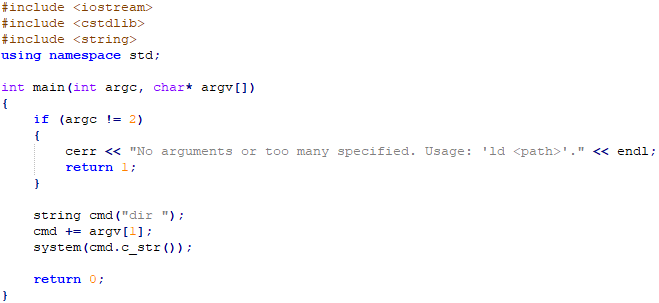 #include <iostream>
#include <cstdlib>
#include <string>
using namespace std;
int main(int argc, char* argv[])
{
if (argc != 2)
{
cerr << "No arguments or too many specified. Usage: 'ld <path>'." << endl;
return 1;
}
string cmd("dir ");
cmd += argv[1];
system(cmd.c_str());
return 0;
}